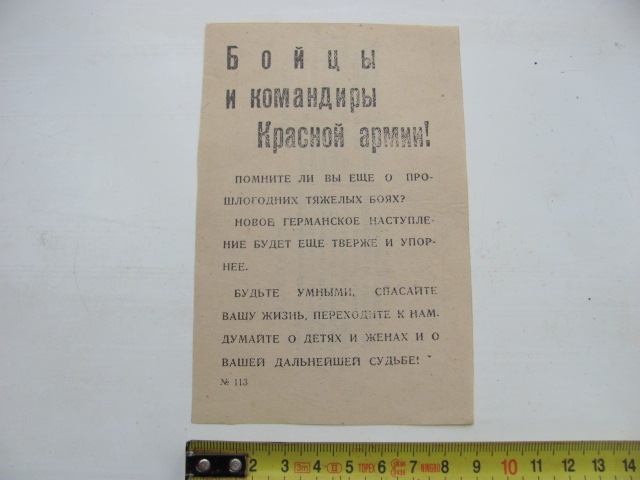 Бойцы
и командиры
Красной армии!
ПОМНИТЕ ЛИ ВЫ ЕЩЕ О ПРО-
ШЛОГОДНИХ ТЯЖЕЛЫХ БОЯХ?
НОВОЕ ГЕРМАНСКОЕ НАСТУПЛЕ-
НИЕ БУДЕТ ЕЩЕ ТВЕРЖЕ И УПОР-
НЕЕ.
БУДЬТЕ УМНЫМИ, СПАСАЙТЕ
ВАШУ ЖИЗНЬ, ПЕРЕХОДИТЕ К НАМ.
ДУМАЙТЕ О ДЕТЯХ И ЖЕНАХ И О
ВАШЕЙ ДАЛЬНЕЙШЕЙ СУДЬБЕ!
№ 113
2 3 3m 4 5 TOPEX 6 7 8 9 10 11 12 13 14